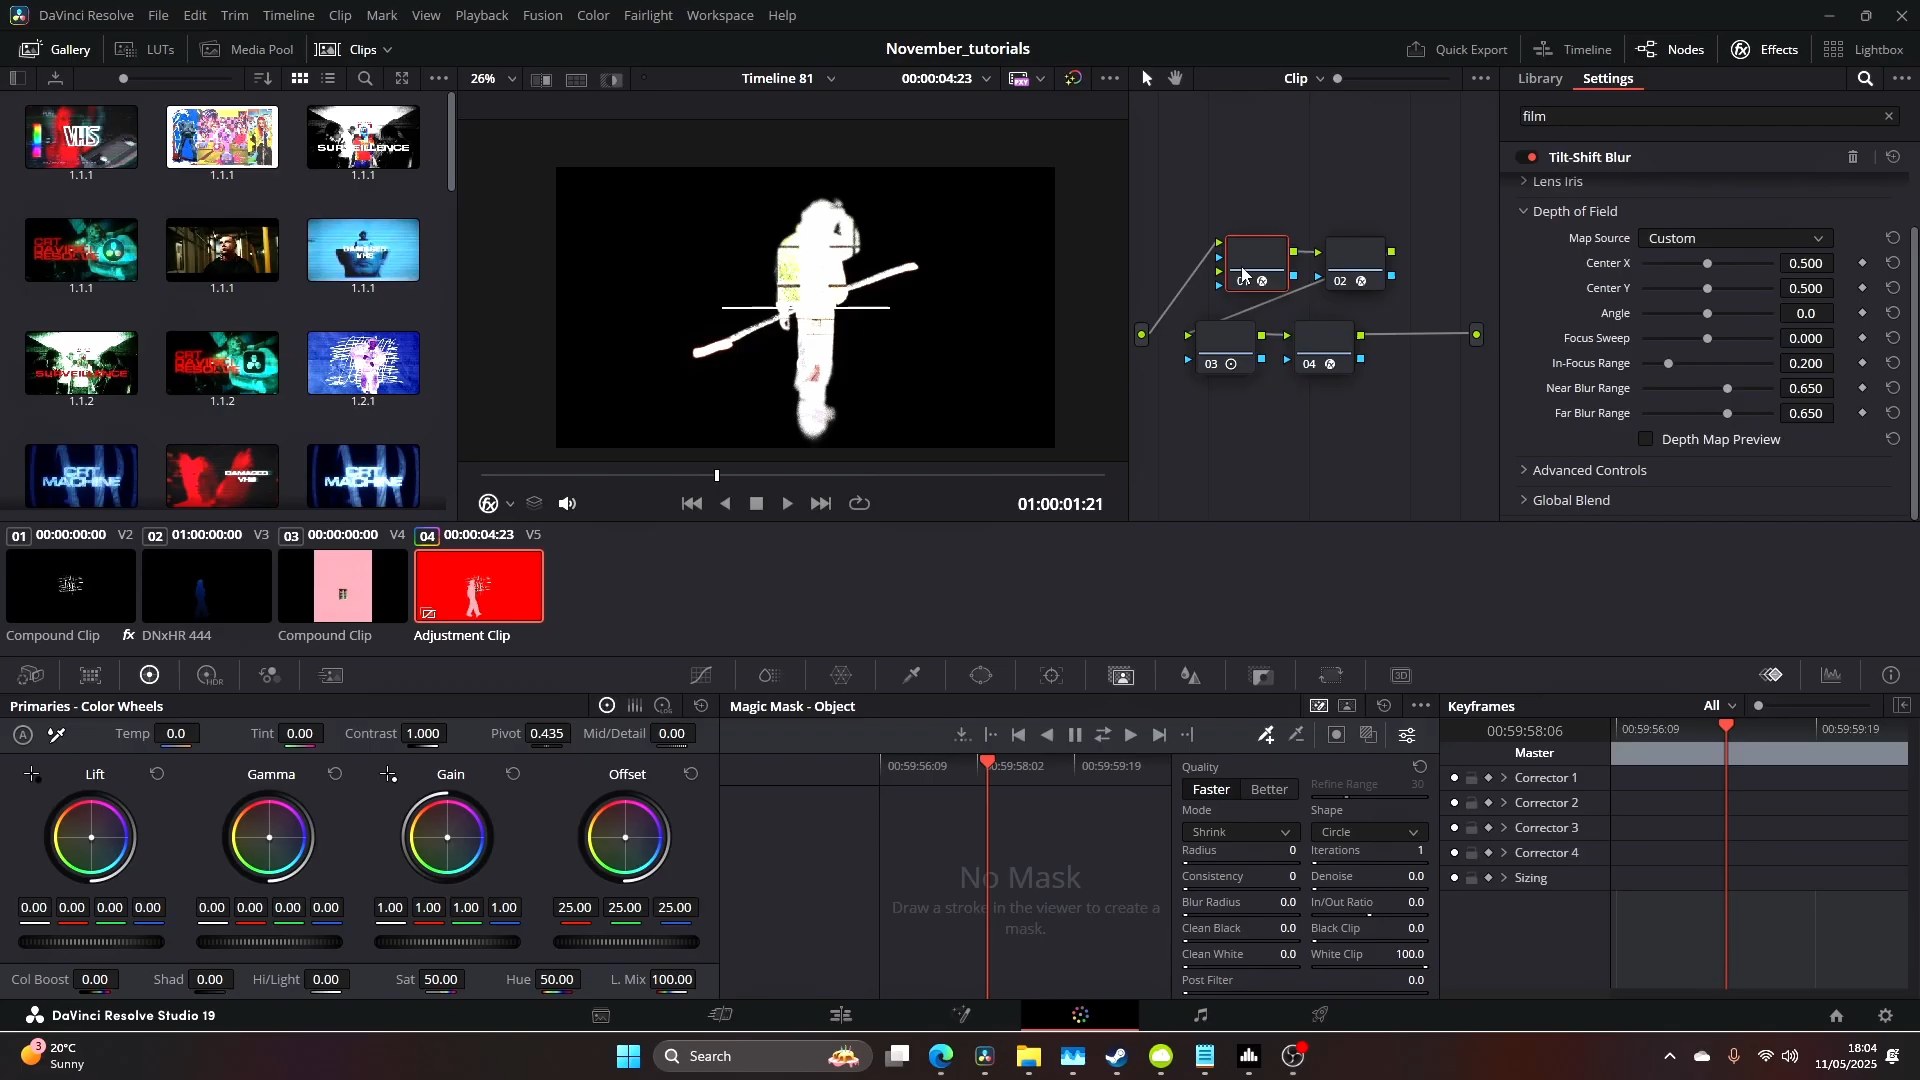 DaVinci Resolve File Edit Trim Timeline Clip Mark View Playback Fusion Color Fairlight Workspace Help
Gallery LUTs Media Pool Clips November_tutorials Quick Export Timeline Nodes Effects Lightbox
26% Timeline 81 00:00:04:23 Clip Library Settings
film
Tilt-Shift Blur
Lens Iris
Depth of Field
Map Source Custom
Center X 0.500
Center Y 0.500
Angle 0.0
Focus Sweep 0.000
In-Focus Range 0.200
Near Blur Range 0.650
Far Blur Range 0.650
Depth Map Preview
Advanced Controls
Global Blend
VHS
SURVEILLENCE
1.1.1 1.1.1 1.1.1
1.1.1 1.1.1 1.1.1
SURVEILLENCE
1.1.2 1.1.2 1.2.1
CRT MACHINE
DAMAGED VHS
CRT MACHINE
02
03 04
01:00:01:21
01 00:00:00:00 V2 02 01:00:00:00 V3 03 00:00:00:00 V4 04 00:00:04:23 V5
Compound Clip fx DNxHR 444 Compound Clip Adjustment Clip
HDR 3D
Primaries - Color Wheels
LOG
Magic Mask - Object
Keyframes All
A Temp 0.0 Tint 0.00 Contrast 1.000 Pivot 0.435 Mid/Detail 0.00
Lift Gamma Gain Offset
0.00 0.00 0.00 0.00 0.00 0.00 0.00 0.00 1.00 1.00 1.00 1.00 25.00 25.00 25.00
Col Boost 0.00 Shad 0.00 Hi/Light 0.00 Sat 50.00 Hue 50.00 L. Mix 100.00
00:59:56:09 :59:58:02 00:59:59:19
No Mask
Draw a stroke in the viewer to create a
mask.
Quality
Faster Better Refine Range 30
Mode Shape
Shrink Circle
Radius 0 Iterations 1
Consistency 0 Denoise 0.0
Blur Radius 0.0 In/Out Ratio 0.0
Clean Black 0.0 Black Clip 0.0
Clean White 0.0 White Clip 100.0
Post Filter 0.0
00:59:58:06 00:59:56:09 00:59:59:19
Master
Corrector 1
Corrector 2
Corrector 3
Corrector 4
Sizing
DaVinci Resolve Studio 19
3 20°C
Sunny
Search
18:04
11/05/2025